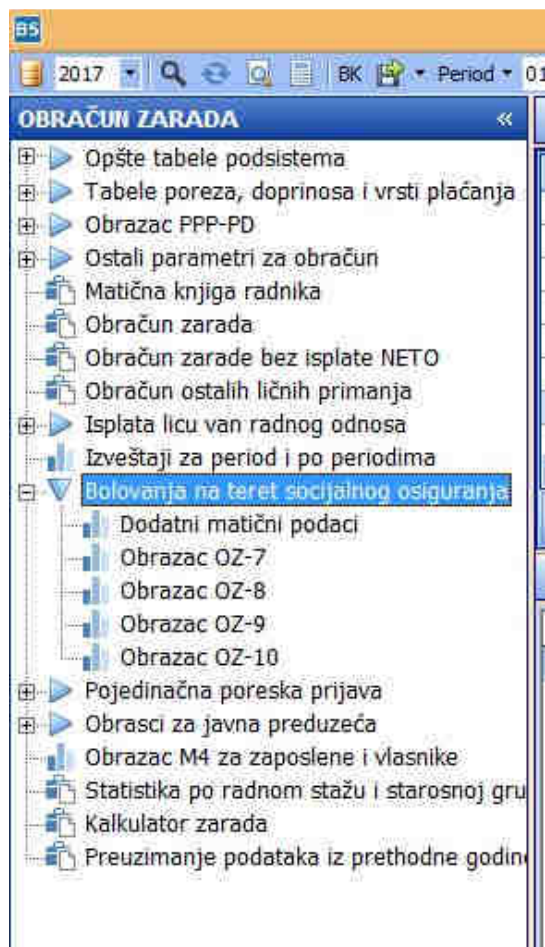 BS
2017 BK Period 01
OBRAČUN ZARADA «
Opšte tabele podsistema
Tabele poreza, doprinosa i vrsti plaćanja
Obrazac PPP-PD
Ostali parametri za obračun
Matična knjiga radnika
Obračun zarada
Obračun zarade bez isplate NETO
Obračun ostalih ličnih primanja
Isplata licu van radnog odnosa
Izveštaji za period i po periodima
Bolovanja na teret socijalnog osiguranja
Dodatni matični podaci
Obrazac OZ-7
Obrazac OZ-8
Obrazac OZ-9
Obrazac OZ-10
Pojedinačna poreska prijava
Obrasci za javna preduzeća
Obrazac M4 za zaposlene i vlasnike
Statistika po radnom stažu i starosnoj gru
Kalkulator zarada
Preuzimanje podataka iz prethodne godin